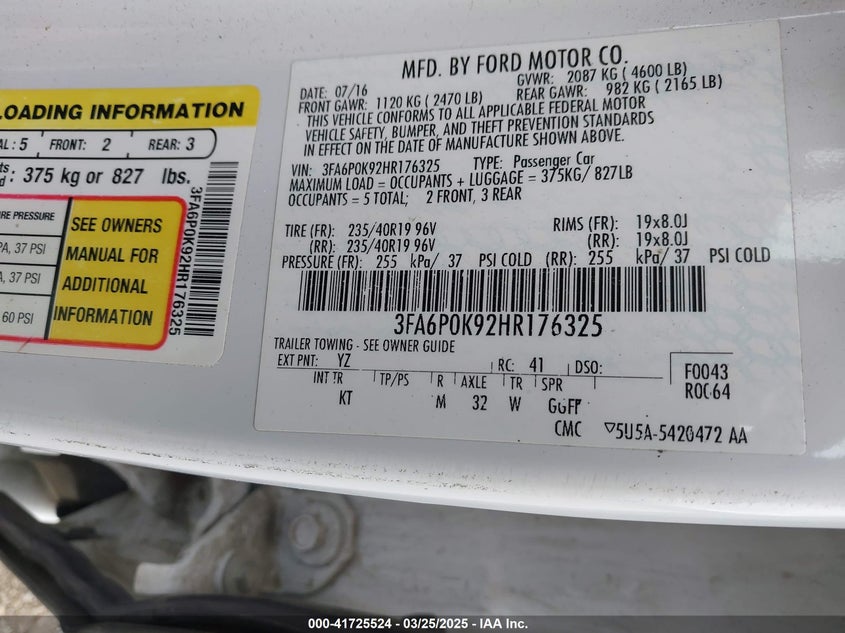 LOADING INFORMATION
AL: 5 FRONT: 2 REAR: 3
375 kg or 827 lbs.
RE PRESSURE
PA, 37 PSI
A, 37 PSI
60 PSI
SEE OWNERS
MANUAL FOR
ADDITIONAL
INFORMATION
3FA6P0K92HR176325
MFD. BY FORD MOTOR CO.
DATE: 07/16 GVWR: 2087 KG ( 4600 LB)
FRONT GAWR: 1120 KG ( 2470 LB) REAR GAWR: 982 KG ( 2165 LB)
THIS VEHICLE CONFORMS TO ALL APPLICABLE FEDERAL MOTOR
VEHICLE SAFETY, BUMPER, AND THEFT PREVENTION STANDARDS
IN EFFECT ON THE DATE OF MANUFACTURE SHOWN ABOVE.
VIN: 3FA6P0K92HR176325 TYPE: Passenger Car
MAXIMUM LOAD = OCCUPANTS + LUGGAGE = 375KG/ 827LB
OCCUPANTS = 5 TOTAL; 2 FRONT, 3 REAR
TIRE (FR): 235/40R19 96V RIMS (FR): 19x8.0J
(RR): 235/40R19 96V (RR): 19x8.0J
PRESSURE (FR): 255 kPa/ 37 PSI COLD (RR): 255 kPa/ 37 PSI COLD
3FA6P0K92HR176325
TRAILER TOWING - SEE OWNER GUIDE
EXT PNT: YZ RC: 41 DSO:
INT TR TP/PS R AXLE TR SPR
KT M 32 W GGFP
F0043
R0C64
CMC ▽5U5A-5420472 AA
000-41725524 — 03/25/2025 — IAA Inc.